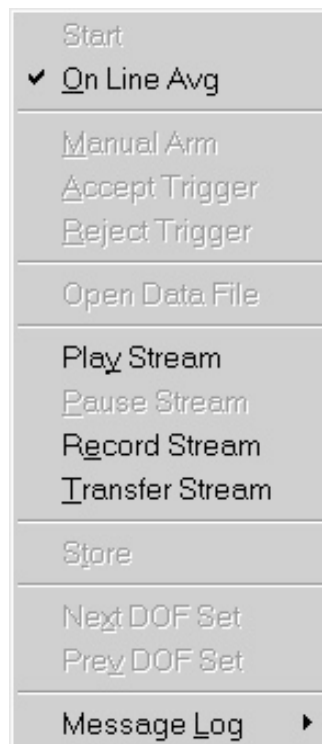 Start
On Line Avg
Manual Arm
Accept Trigger
Reject Trigger
Open Data File
Play Stream
Pause Stream
Record Stream
Transfer Stream
Store
Next DOF Set
Prev DOF Set
Message Log